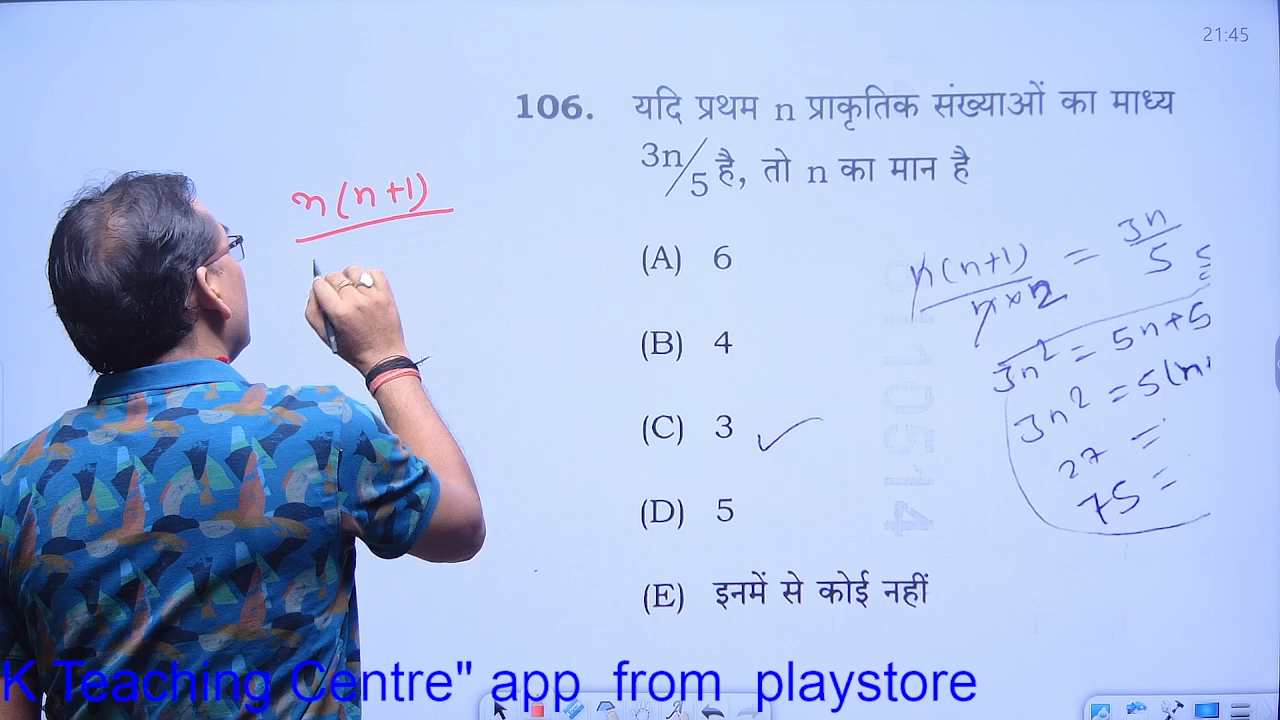 21:45
106. यदि प्रथम n प्राकृतिक संख्याओं का माध्य
3n/5 है, तो n का मान है
n(n+1)
(A) 6
(B) 4
(C) 3 ✓
(D) 5
(E) इनमें से कोई नहीं
n(n+1)/n×2 = 3n/5
3n² = 5n+5
3n² = 5(n
27 =
75 =
K Teaching Centre" app from playstore